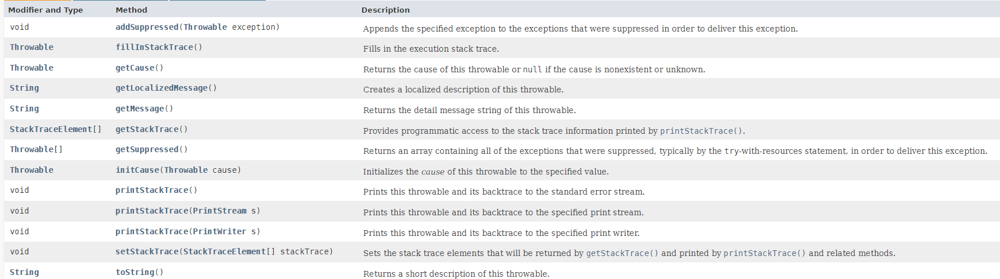 Modifier and Type Method Description
void addSuppressed(Throwable exception) Appends the specified exception to the exceptions that were suppressed in order to deliver this exception.
Throwable fillInStackTrace() Fills in the execution stack trace.
Throwable getCause() Returns the cause of this throwable or null if the cause is nonexistent or unknown.
String getLocalizedMessage() Creates a localized description of this throwable.
String getMessage() Returns the detail message string of this throwable.
StackTraceElement[] getStackTrace() Provides programmatic access to the stack trace information printed by printStackTrace().
Throwable[] getSuppressed() Returns an array containing all of the exceptions that were suppressed, typically by the try-with-resources statement, in order to deliver this exception.
Throwable initCause(Throwable cause) Initializes the cause of this throwable to the specified value.
void printStackTrace() Prints this throwable and its backtrace to the standard error stream.
void printStackTrace(PrintStream s) Prints this throwable and its backtrace to the specified print stream.
void printStackTrace(PrintWriter s) Prints this throwable and its backtrace to the specified print writer.
void setStackTrace(StackTraceElement[] stackTrace) Sets the stack trace elements that will be returned by getStackTrace() and printed by printStackTrace() and related methods.
String toString() Returns a short description of this throwable.